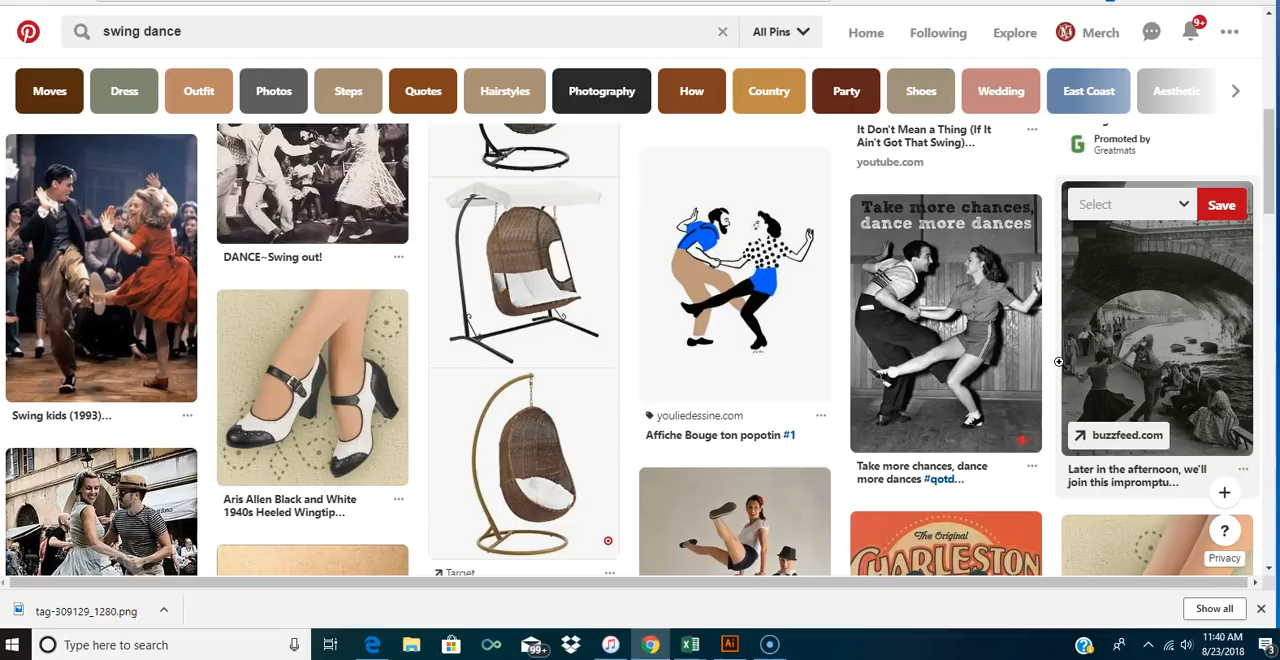 swing dance
All Pins
Home
Following
Explore
Merch
9+
Moves
Dress
Outfit
Photos
Steps
Quotes
Hairstyles
Photography
How
Country
Party
Shoes
Wedding
East Coast
Aesthetic
Swing kids (1993)...
DANCE~Swing out!
Aris Allen Black and White
1940s Heeled Wingtip...
Target
youliedessine.com
Affiche Bouge ton popotin #1
It Don't Mean a Thing (If It
Ain't Got That Swing)...
youtube.com
Take more chances,
dance more dances
Take more chances, dance
more dances #qotd...
The Original
CHARLESTON
Promoted by
Greatmats
Select
Save
buzzfeed.com
Later in the afternoon, we'll
join this impromptu...
+
?
Privacy
tag-309129_1280.png
Show all
Type here to search
99+
Ai
11:40 AM
8/23/2018
3